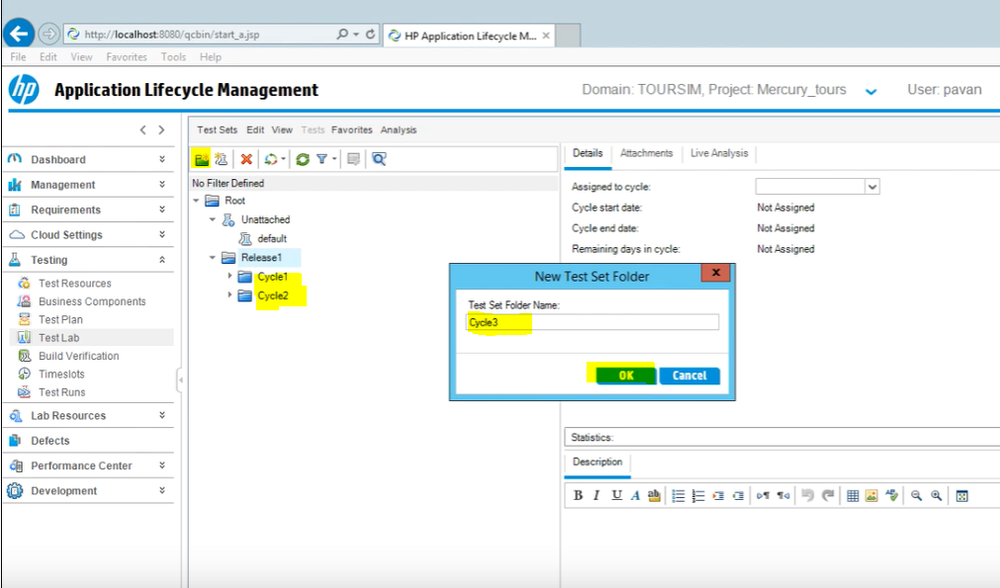 http://localhost:8080/qcbin/start_a.jsp
HP Application Lifecycle M...
File Edit View Favorites Tools Help
hp
Application Lifecycle Management
Domain: TOURSIM, Project: Mercury_tours
User: pavan
Dashboard
Management
Requirements
Cloud Settings
Testing
Test Resources
Business Components
Test Plan
Test Lab
Build Verification
Timeslots
Test Runs
Lab Resources
Defects
Performance Center
Development
Test Sets Edit View Tests Favorites Analysis
No Filter Defined
Root
Unattached
default
Release1
Cycle1
Cycle2
Details Attachments Live Analysis
Assigned to cycle:
Cycle start date: Not Assigned
Cycle end date: Not Assigned
Remaining days in cycle: Not Assigned
New Test Set Folder
x
Test Set Folder Name:
Cycle3
OK Cancel
Statistics:
Description
B I U A ab